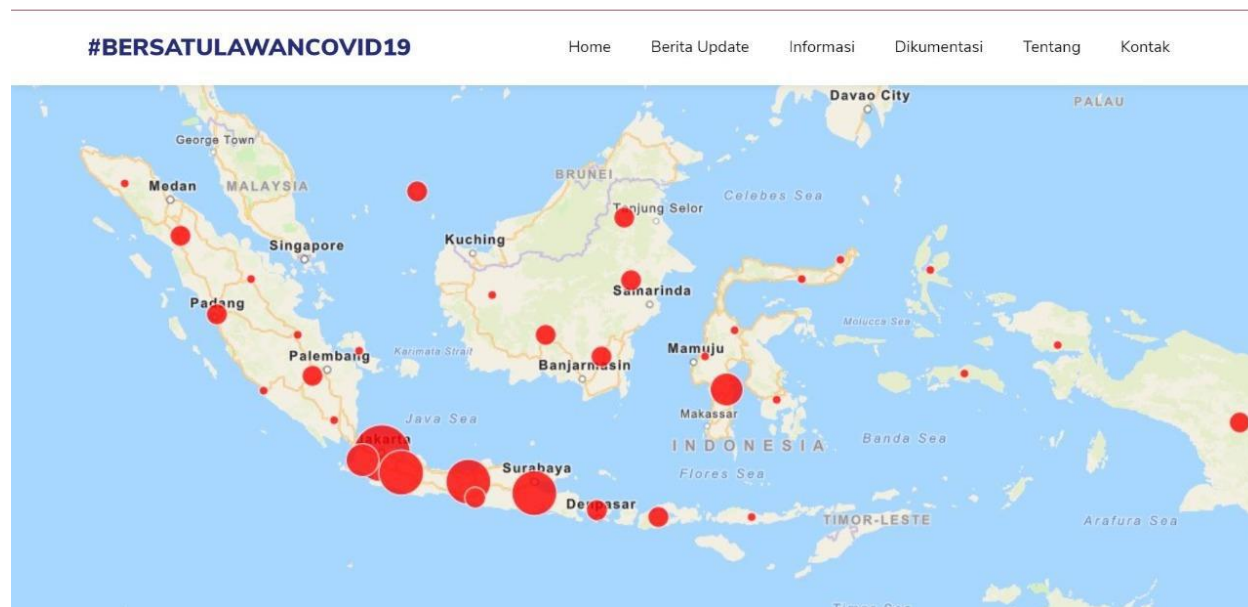 #BERSATULAWANCOVID19
Home Berita Update Informasi Dikumentasi Tentang Kontak
Davao City
PALAU
George Town
Medan
MALAYSIA
BRUNEI
Celebes Sea
Tanjung Selor
Singapore
Kuching
Padang
Samarinda
Molucca Sea
Palembang
Karimata Strait
Mamuju
Banjarmasin
Java Sea
Makassar
Jakarta
INDONESIA
Banda Sea
Surabaya
Flores Sea
Denpasar
TIMOR-LESTE
Arafura Sea
Timor Sea